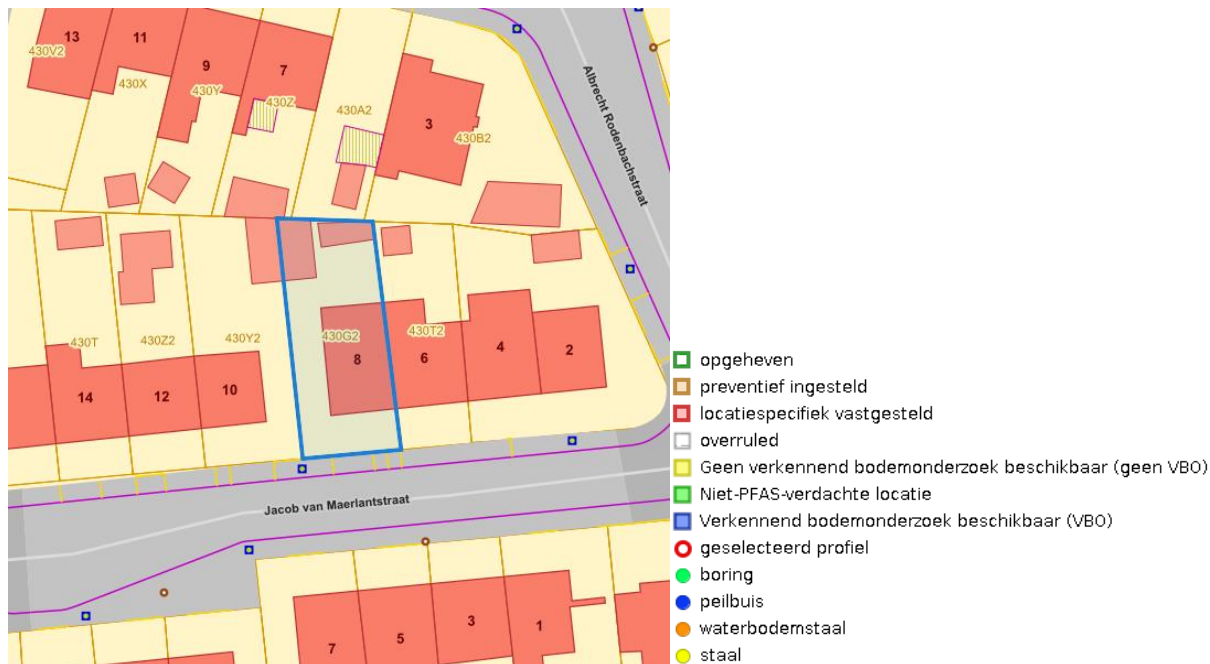 13
11
9
7
430V2
430X
430Y
430Z
430A2
3
430B2
Albrecht Rodenbachstraat
430T
430Z2
430Y2
430G2
430T2
14
12
10
8
6
4
2
Jacob van Maerlantstraat
7
5
3
1
opgeheven
preventief ingesteld
locatiespecifiek vastgesteld
overruled
Geen verkennend bodemonderzoek beschikbaar (geen VBO)
Niet-PFAS-verdachte locatie
Verkennend bodemonderzoek beschikbaar (VBO)
geselecteerd profiel
boring
peilbuis
waterbodemstaal
staal